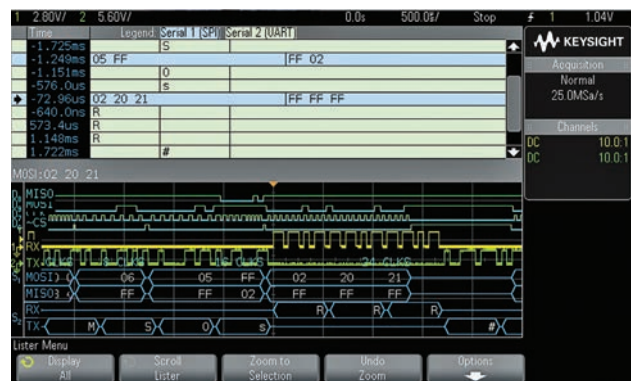 1 2.80V/ 2 5.60V/ 0.0s 500.0$/ Stop 1 1.04V
Time Legend: Serial 1 (SPI) Serial 2 (UART)
-1.725ms S
-1.249ms 05 FF FF 02
-1.151ms 0
-576.0us s
-72.96us 02 20 21 FF FF FF
-640.0ns R
573.4us R
1.148ms R
1.722ms #
KEYSIGHT
Acquisition
Normal
25.0MSa/s
Channels
DC 10.0:1
DC 10.0:1
MOSI:02 20 21
MISO
MOSI
~CS
RX
TX
MOSI 06 05 FF 02 20 21
MISO FF FF 02 FF FF FF
S1
RX R R R
S2
TX M S 0 s #
Lister Menu
Display
All
Scroll
Lister
Zoom to
Selection
Undo
Zoom
Options